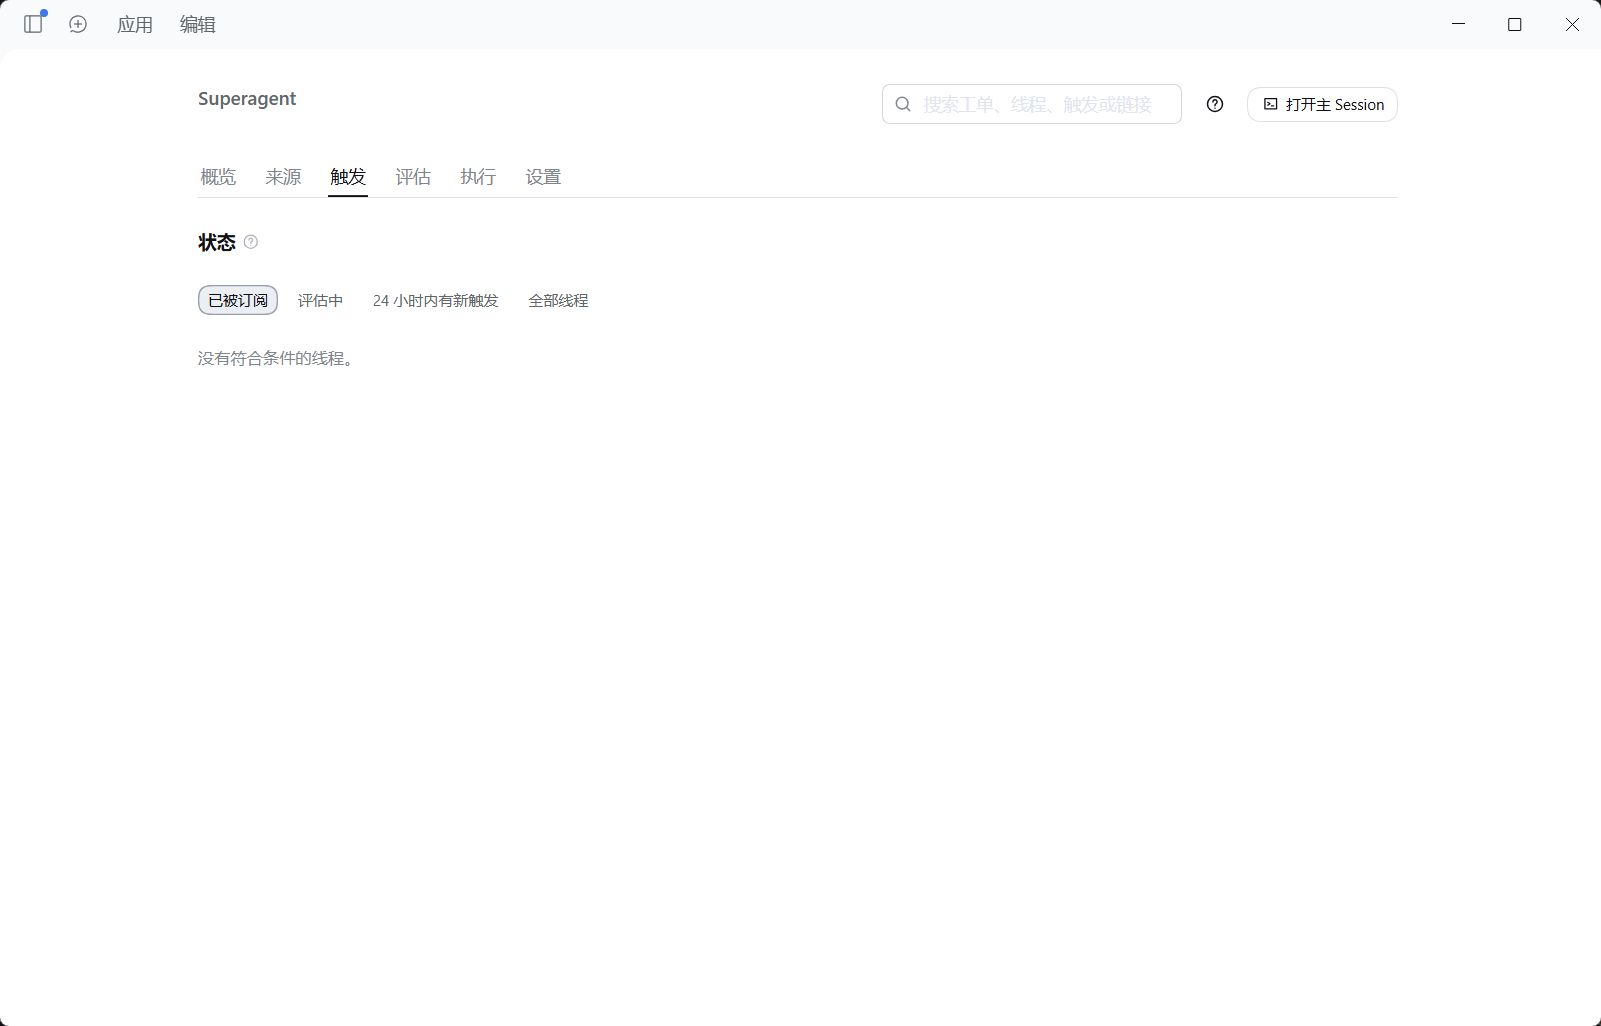 应用 编辑
Superagent
搜索工单、线程、触发或链接
打开主 Session
概览 来源 触发 评估 执行 设置
状态
已被订阅 评估中 24 小时内有新触发 全部线程
没有符合条件的线程。